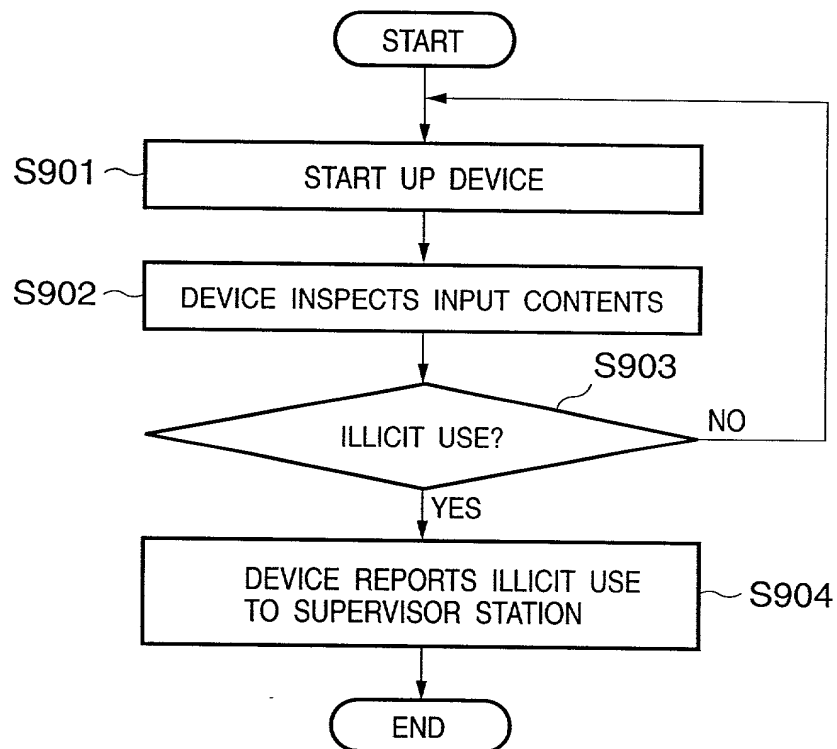 START
S901
START UP DEVICE
S902
DEVICE INSPECTS INPUT CONTENTS
S903
ILLICIT USE?
NO
YES
DEVICE REPORTS ILLICIT USE
TO SUPERVISOR STATION
S904
END